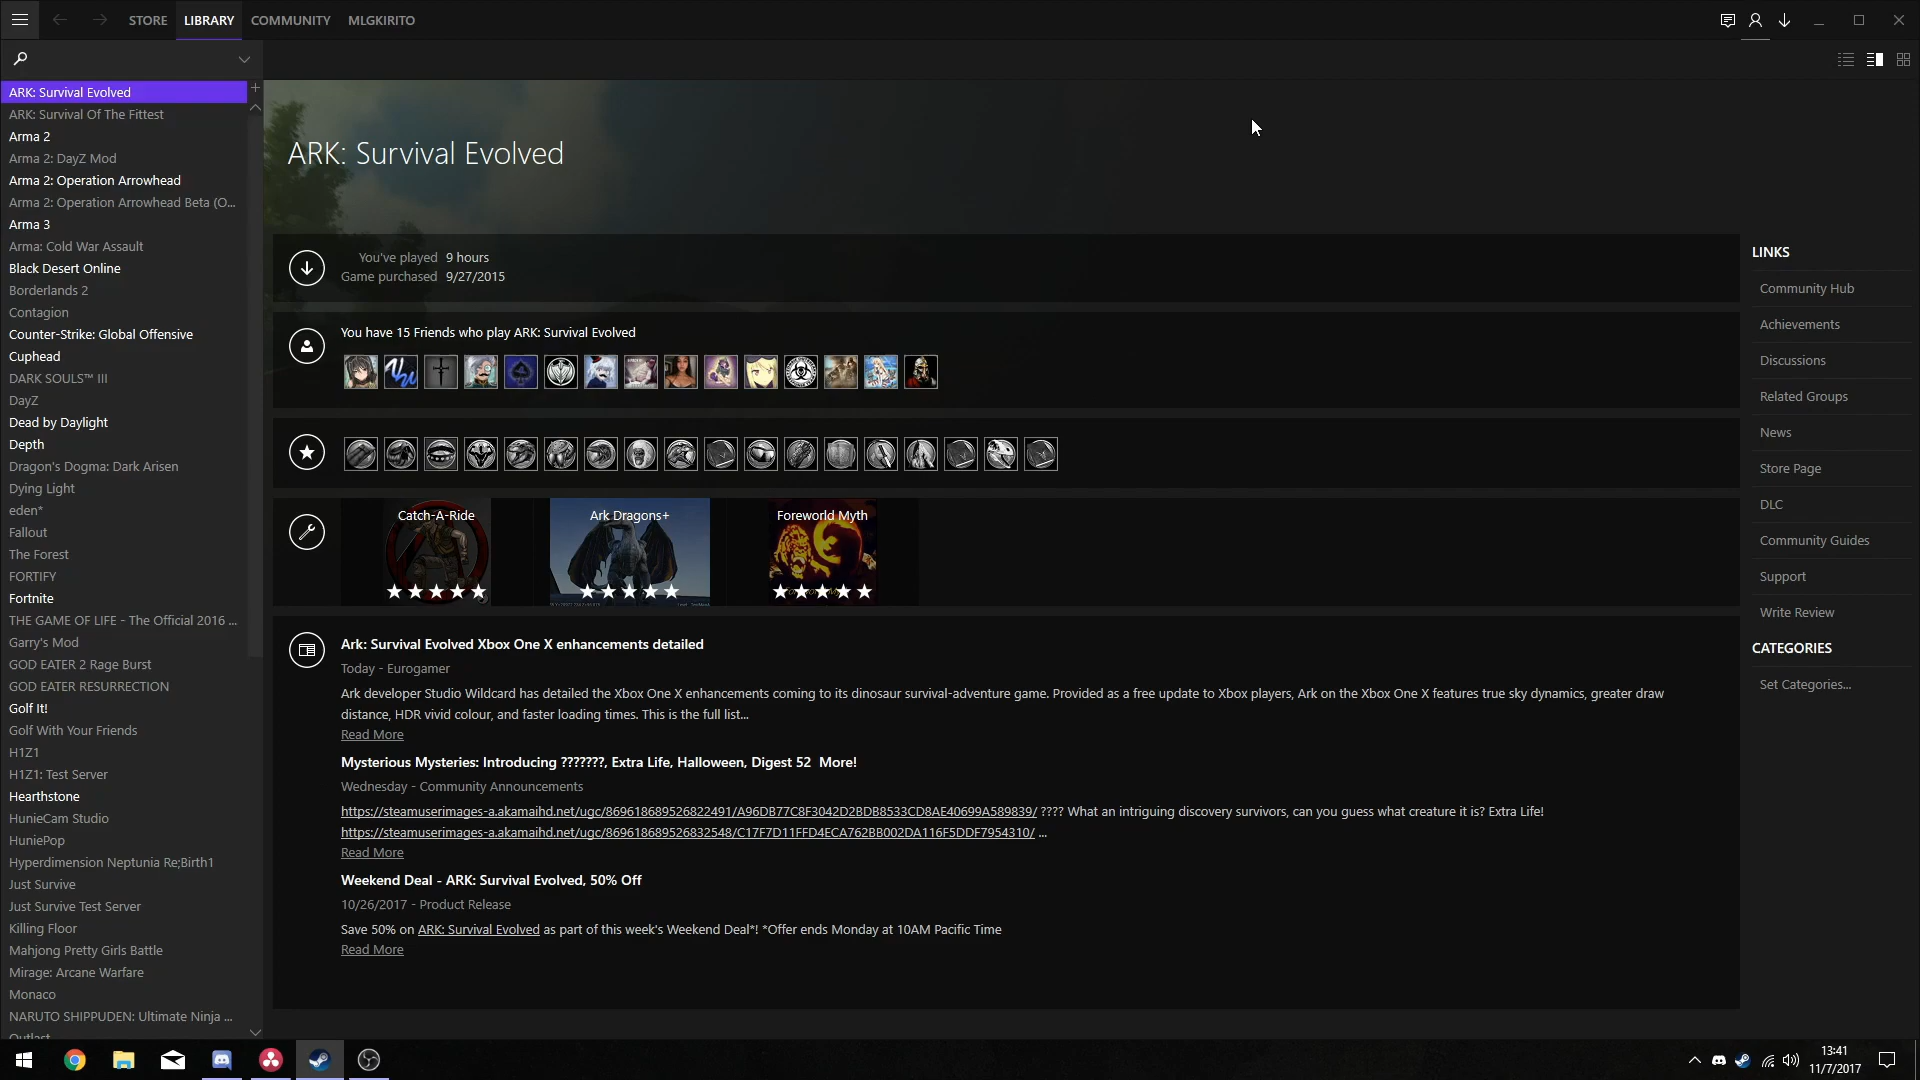 STORE LIBRARY COMMUNITY MLGKIRITO
ARK: Survival Evolved
ARK: Survival Of The Fittest
Arma 2
Arma 2: DayZ Mod
Arma 2: Operation Arrowhead
Arma 2: Operation Arrowhead Beta (O...
Arma 3
Arma: Cold War Assault
Black Desert Online
Borderlands 2
Contagion
Counter-Strike: Global Offensive
Cuphead
DARK SOULS™ III
DayZ
Dead by Daylight
Depth
Dragon's Dogma: Dark Arisen
Dying Light
eden*
Fallout
The Forest
FORTIFY
Fortnite
THE GAME OF LIFE - The Official 2016 ...
Garry's Mod
GOD EATER 2 Rage Burst
GOD EATER RESURRECTION
Golf It!
Golf With Your Friends
H1Z1
H1Z1: Test Server
Hearthstone
HunieCam Studio
HuniePop
Hyperdimension Neptunia Re;Birth1
Just Survive
Just Survive Test Server
Killing Floor
Mahjong Pretty Girls Battle
Mirage: Arcane Warfare
Monaco
NARUTO SHIPPUDEN: Ultimate Ninja ...
Outlast
ARK: Survival Evolved
You've played 9 hours
Game purchased 9/27/2015
You have 15 Friends who play ARK: Survival Evolved
Catch-A-Ride
Ark Dragons+
Foreworld Myth
Ark: Survival Evolved Xbox One X enhancements detailed
Today - Eurogamer
Ark developer Studio Wildcard has detailed the Xbox One X enhancements coming to its dinosaur survival-adventure game. Provided as a free update to Xbox players, Ark on the Xbox One X features true sky dynamics, greater draw
distance, HDR vivid colour, and faster loading times. This is the full list...
Read More
Mysterious Mysteries: Introducing ???????, Extra Life, Halloween, Digest 52 More!
Wednesday - Community Announcements
https://steamuserimages-a.akamaihd.net/ugc/869618689526822491/A96DB77C8F3042D2BDB8533CD8AE40699A589839/ ???? What an intriguing discovery survivors, can you guess what creature it is? Extra Life!
https://steamuserimages-a.akamaihd.net/ugc/869618689526832548/C17F7D11FFD4ECA762BB002DA116F5DDF7954310/ ...
Read More
Weekend Deal - ARK: Survival Evolved, 50% Off
10/26/2017 - Product Release
Save 50% on ARK: Survival Evolved as part of this week's Weekend Deal*! *Offer ends Monday at 10AM Pacific Time
Read More
LINKS
Community Hub
Achievements
Discussions
Related Groups
News
Store Page
DLC
Community Guides
Support
Write Review
CATEGORIES
Set Categories...
13:41
11/7/2017